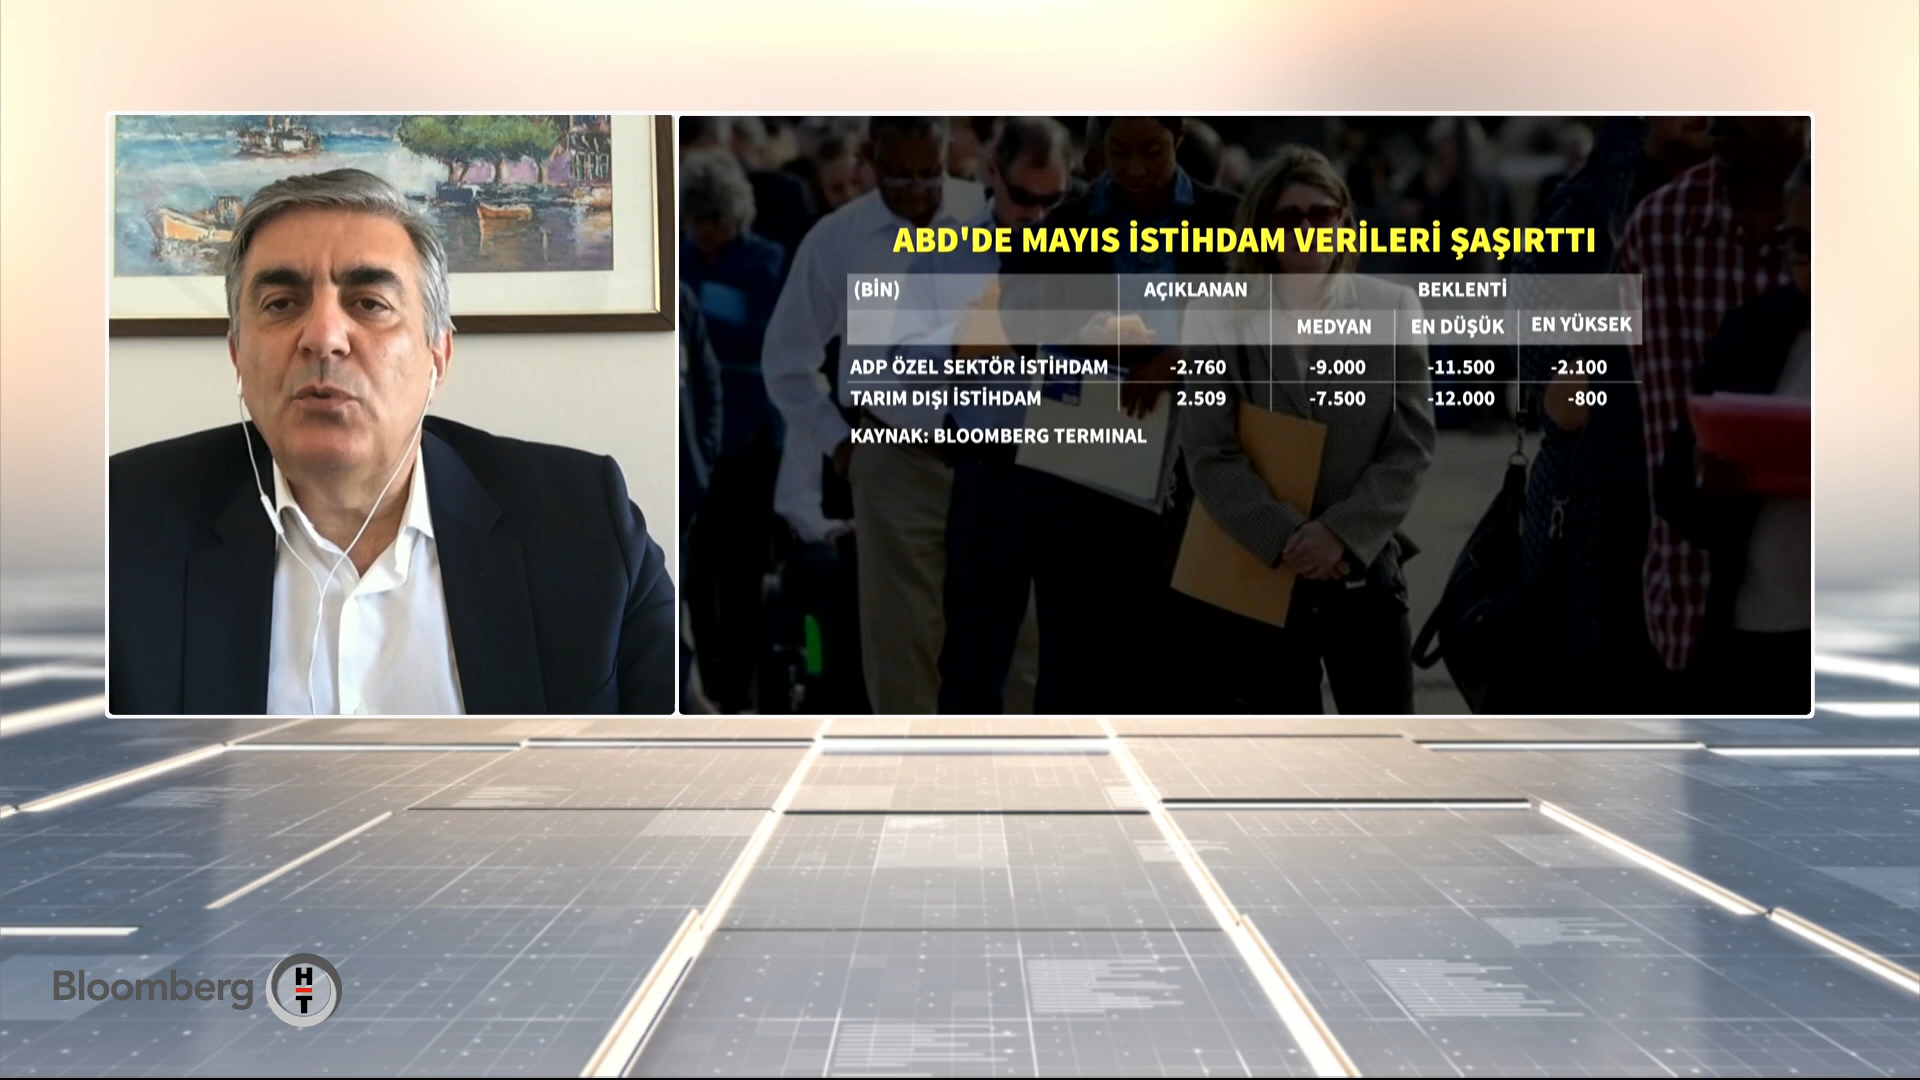 ABD'DE MAYIS İSTİHDAM VERİLERİ ŞAŞIRTTI
(BİN) AÇIKLANAN BEKLENTİ
MEDYAN EN DÜŞÜK EN YÜKSEK
ADP ÖZEL SEKTÖR İSTİHDAM -2.760 -9.000 -11.500 -2.100
TARIM DIŞI İSTİHDAM 2.509 -7.500 -12.000 -800
KAYNAK: BLOOMBERG TERMINAL
Bloomberg HT